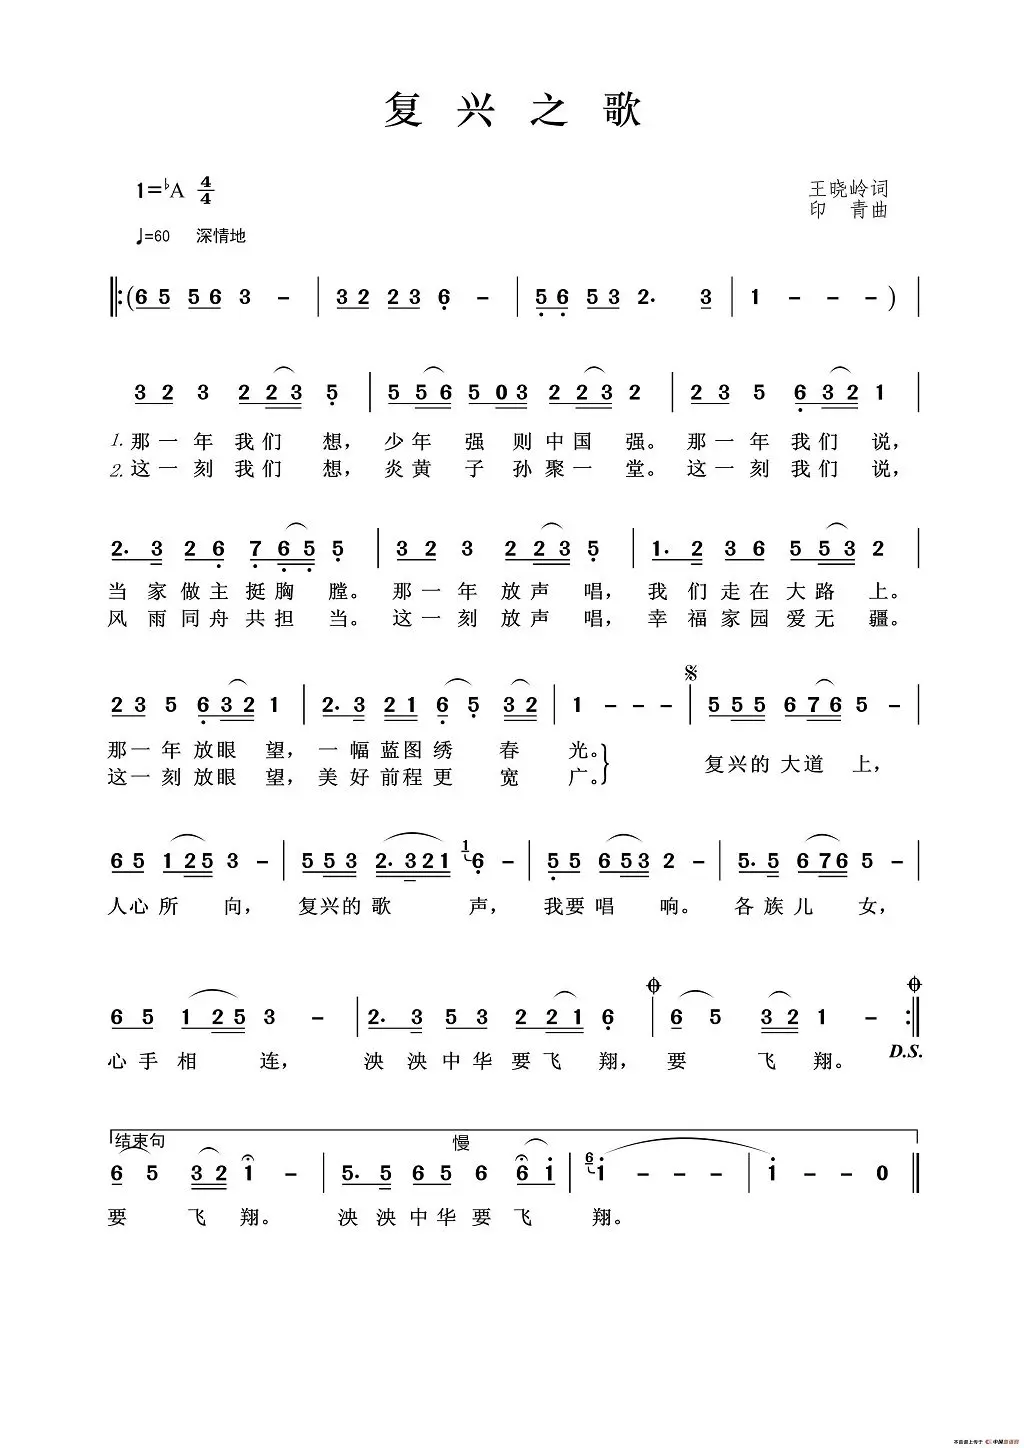 复兴之歌
1=♭A 4/4
王晓岭词
♩=60 深情地
印 青曲
‖:(6 5 5 6 3 - | 3 2 2 3 6 - | 5 6 5 3 2. 3 | 1 - - - ) |
3 2 3 2 2 3 5 | 5 5 6 5 0 3 2 2 3 2 | 2 3 5 6 3 2 1 |
1. 那一年我们想，少年强则中国强。那一年我们说，
2. 这一刻我们想，炎黄子孙聚一堂。这一刻我们说，
2. 3 2 6 7 6 5 5 | 3 2 3 2 2 3 5 | 1. 2 3 6 5 5 3 2 |
当家做主挺胸膛。那一年放声唱，我们走在大路上。
风雨同舟共担当。这一刻放声唱，幸福家园爱无疆。
2 3 5 6 3 2 1 | 2. 3 2 1 6 5 3 2 | 1 - - - | 5 5 5 6 7 6 5 - |
那一年放眼望，一幅蓝图绣春光。
这一刻放眼望，美好前程更宽广。} 复兴的大道上，
6 5 1 2 5 3 - | 5 5 3 2. 3 2 1 1 6 - | 5 5 6 5 3 2 - | 5. 5 6 7 6 5 - |
人心所向，复兴的歌声，我要唱响。各族儿女，
6 5 1 2 5 3 - | 2. 3 5 3 2 2 1 6 | 6 5 3 2 1 - :‖
心手相连，泱泱中华要飞翔，要飞翔。 D.S.
结束句 慢
6 5 3 2 1 - | 5. 5 6 5 6 6 1 | 6 1 - - - | 1 - - 0 ‖
要飞翔。泱泱中华要飞翔。